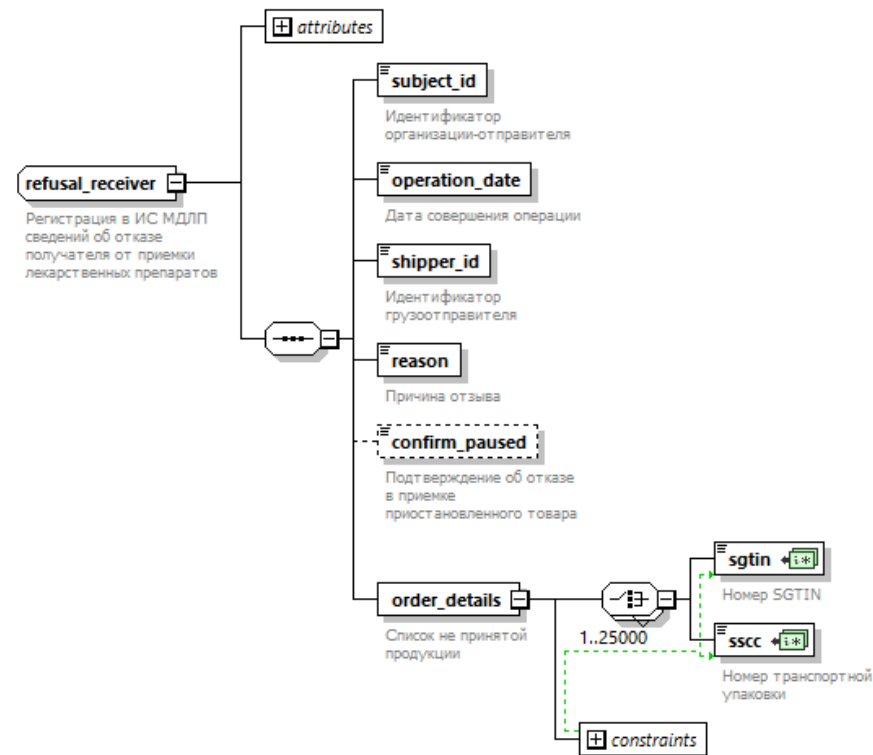 attributes
subject_id
Идентификатор
организации-отправителя
operation_date
Дата совершения операции
refusal_receiver
Регистрация в ИС МДЛП
сведений об отказе
получателя от приемки
лекарственных препаратов
shipper_id
Идентификатор
грузоотправителя
reason
Причина отзыва
confirm_paused
Подтверждение об отказе
в приемке
приостановленного товара
order_details
Список не принятой
продукции
1..25000
sgtin
Номер SGTIN
sscc
Номер транспортной
упаковки
constraints